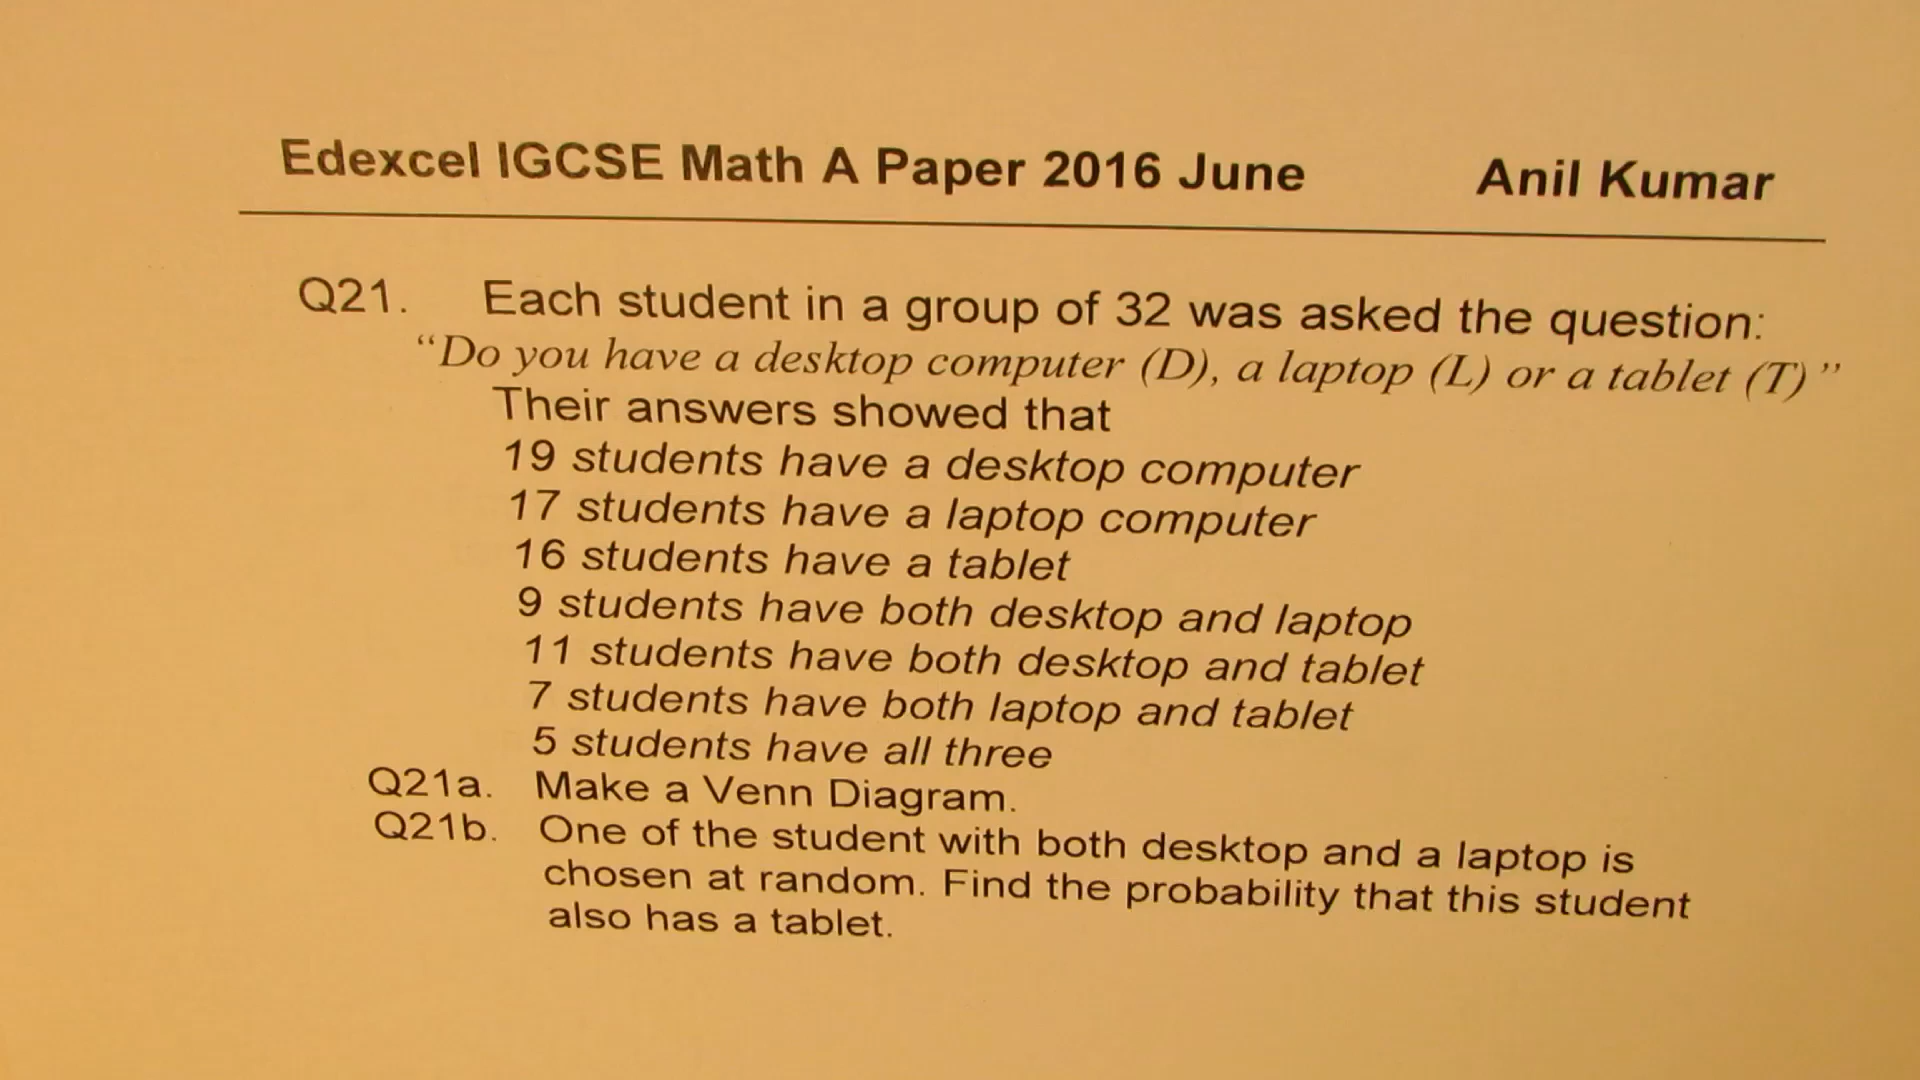 Edexcel IGCSE Math A Paper 2016 June Anil Kumar
Q21. Each student in a group of 32 was asked the question:
“Do you have a desktop computer (D), a laptop (L) or a tablet (T) ”
Their answers showed that
19 students have a desktop computer
17 students have a laptop computer
16 students have a tablet
9 students have both desktop and laptop
11 students have both desktop and tablet
7 students have both laptop and tablet
5 students have all three
Q21a. Make a Venn Diagram.
Q21b. One of the student with both desktop and a laptop is
chosen at random. Find the probability that this student
also has a tablet.